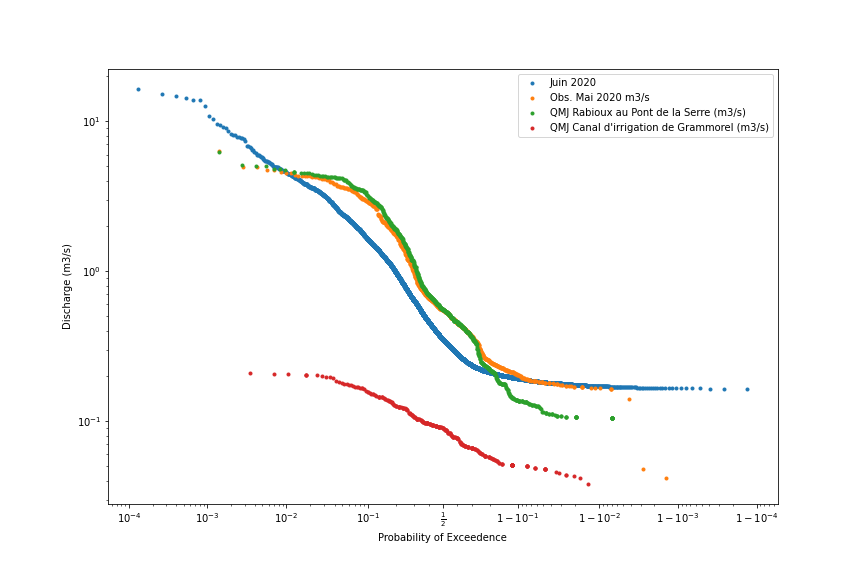 Juin 2020
Obs. Mai 2020 m3/s
QMJ Rabioux au Pont de la Serre (m3/s)
QMJ Canal d'irrigation de Grammorel (m3/s)
Discharge (m3/s)
10¹
10⁰
10⁻¹
10⁻⁴ 10⁻³ 10⁻² 10⁻¹ ½ 1 − 10⁻¹ 1 − 10⁻² 1 − 10⁻³ 1 − 10⁻⁴
Probability of Exceedence